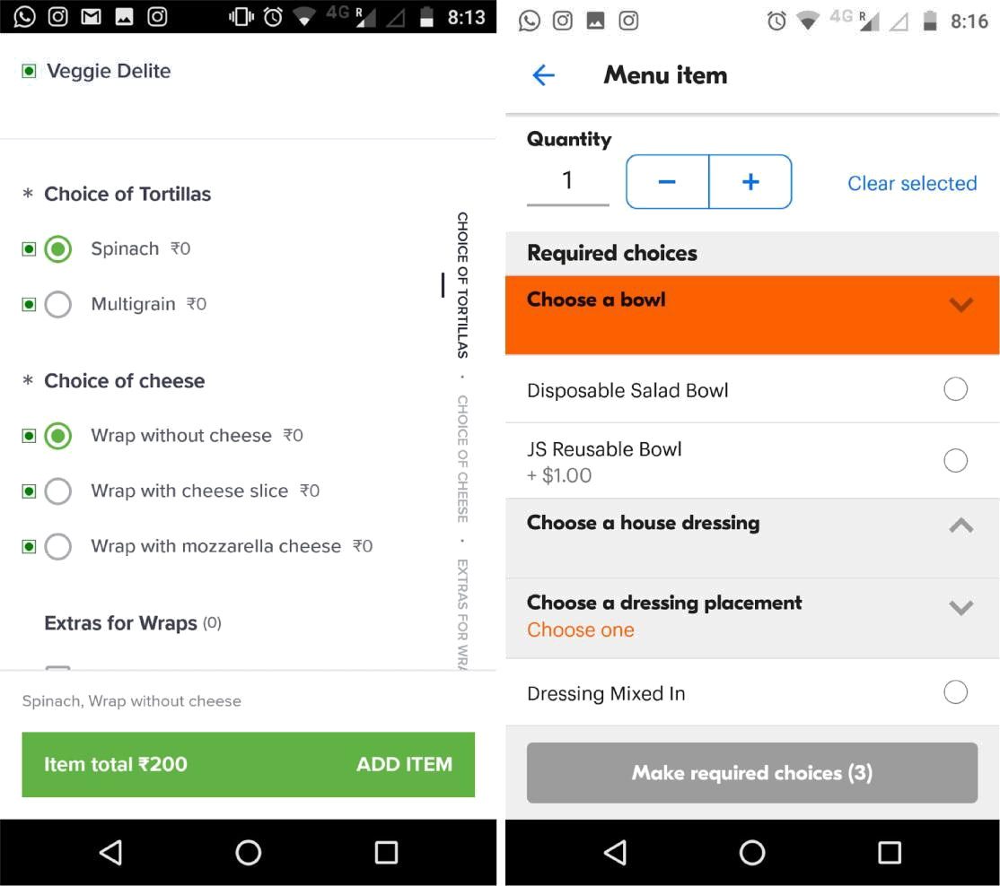 4G R 8:13
Veggie Delite
* Choice of Tortillas
Spinach ₹0
Multigrain ₹0
* Choice of cheese
Wrap without cheese ₹0
Wrap with cheese slice ₹0
Wrap with mozzarella cheese ₹0
Extras for Wraps (0)
CHOICE OF TORTILLAS • CHOICE OF CHEESE • EXTRAS FOR WRA
Spinach, Wrap without cheese
Item total ₹200 ADD ITEM
4G R 8:16
Menu item
Quantity
1 − + Clear selected
Required choices
Choose a bowl
Disposable Salad Bowl
JS Reusable Bowl
+ $1.00
Choose a house dressing
Choose a dressing placement
Choose one
Dressing Mixed In
Make required choices (3)